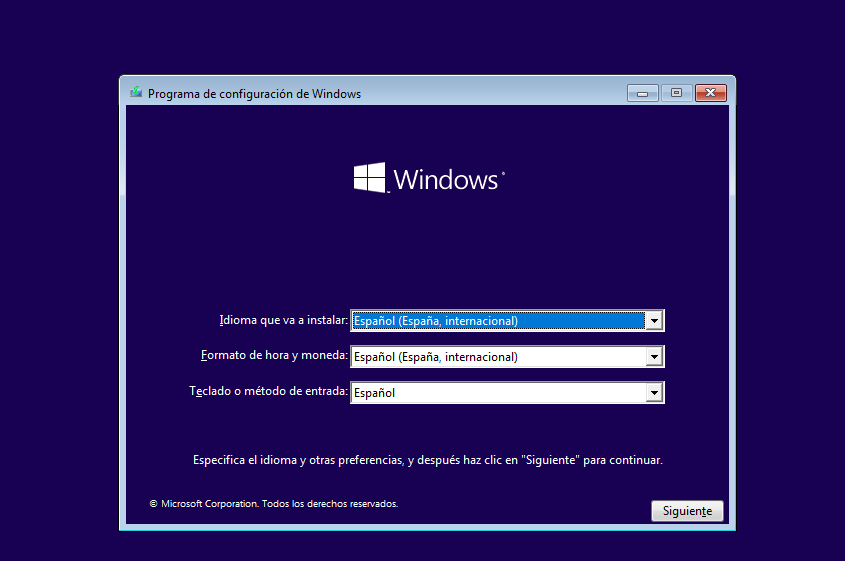 Programa de configuración de Windows
Windows
Idioma que va a instalar: Español (España, internacional)
Formato de hora y moneda: Español (España, internacional)
Teclado o método de entrada: Español
Especifica el idioma y otras preferencias, y después haz clic en "Siguiente" para continuar.
© Microsoft Corporation. Todos los derechos reservados.
Siguiente